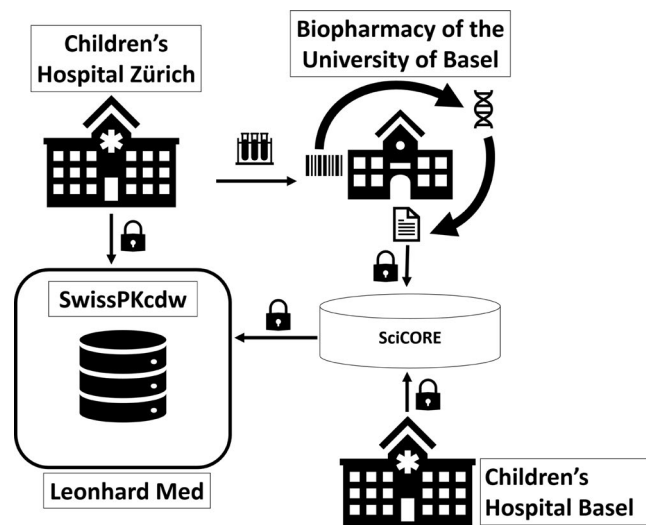 Children's
Hospital Zürich
Biopharmacy of the
University of Basel
SwissPKcdw
SciCORE
Leonhard Med
Children's
Hospital Basel